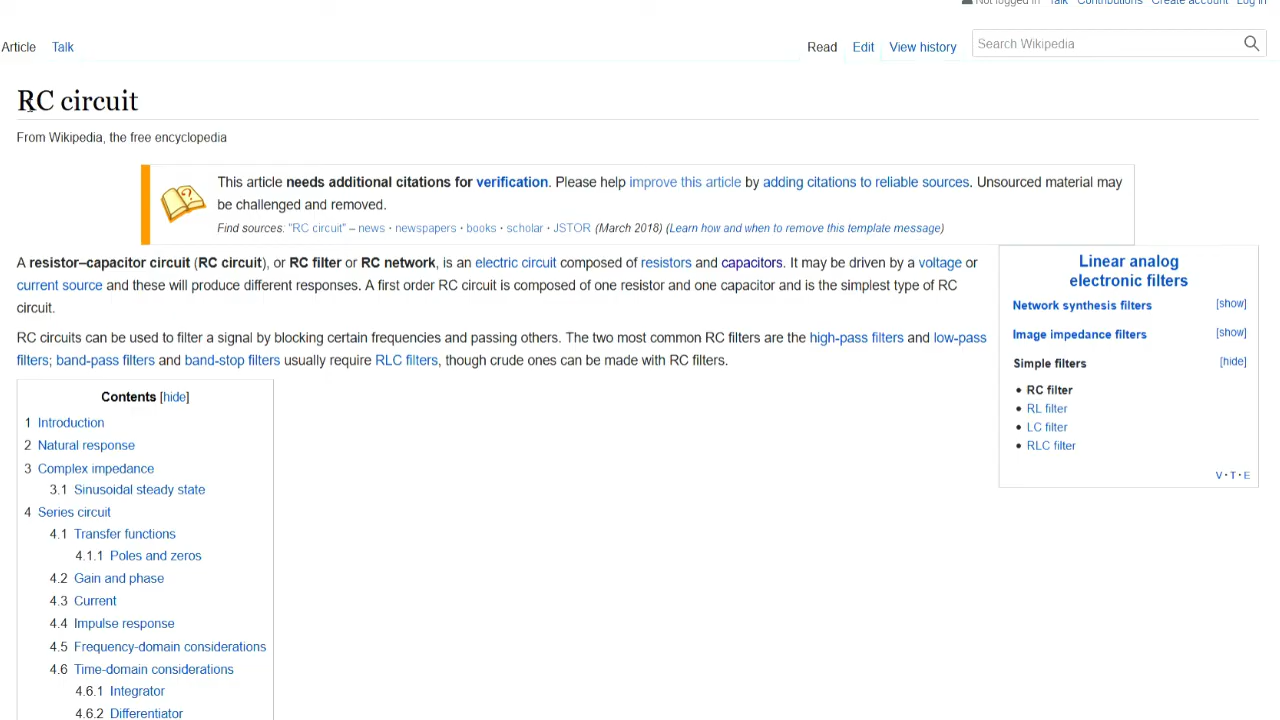 Not logged in Talk Contributions Create account Log in
Article Talk Read Edit View history Search Wikipedia
RC circuit
From Wikipedia, the free encyclopedia
This article needs additional citations for verification. Please help improve this article by adding citations to reliable sources. Unsourced material may
be challenged and removed.
Find sources: "RC circuit" – news · newspapers · books · scholar · JSTOR (March 2018) (Learn how and when to remove this template message)
A resistor–capacitor circuit (RC circuit), or RC filter or RC network, is an electric circuit composed of resistors and capacitors. It may be driven by a voltage or
current source and these will produce different responses. A first order RC circuit is composed of one resistor and one capacitor and is the simplest type of RC
circuit.
RC circuits can be used to filter a signal by blocking certain frequencies and passing others. The two most common RC filters are the high-pass filters and low-pass
filters; band-pass filters and band-stop filters usually require RLC filters, though crude ones can be made with RC filters.
Linear analog
electronic filters
Network synthesis filters [show]
Image impedance filters [show]
Simple filters [hide]
• RC filter
• RL filter
• LC filter
• RLC filter
V · T · E
Contents [hide]
1 Introduction
2 Natural response
3 Complex impedance
3.1 Sinusoidal steady state
4 Series circuit
4.1 Transfer functions
4.1.1 Poles and zeros
4.2 Gain and phase
4.3 Current
4.4 Impulse response
4.5 Frequency-domain considerations
4.6 Time-domain considerations
4.6.1 Integrator
4.6.2 Differentiator